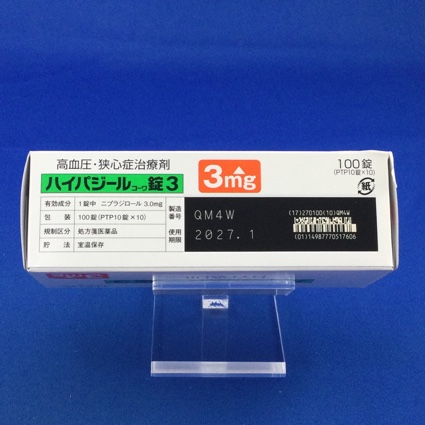 高血圧・狭心症治療剤
ハイパジールコーワ錠3
3mg
100錠
(PTP10錠×10)
紙
有効成分 1錠中 ニプラジロール 3.0mg
包装 100錠(PTP10錠×10)
規制区分 処方箋医薬品
貯法 室温保存
製造番号 QM4W
使用期限 2027.1
(17)270100(10)QM4W
(01)14987770517606